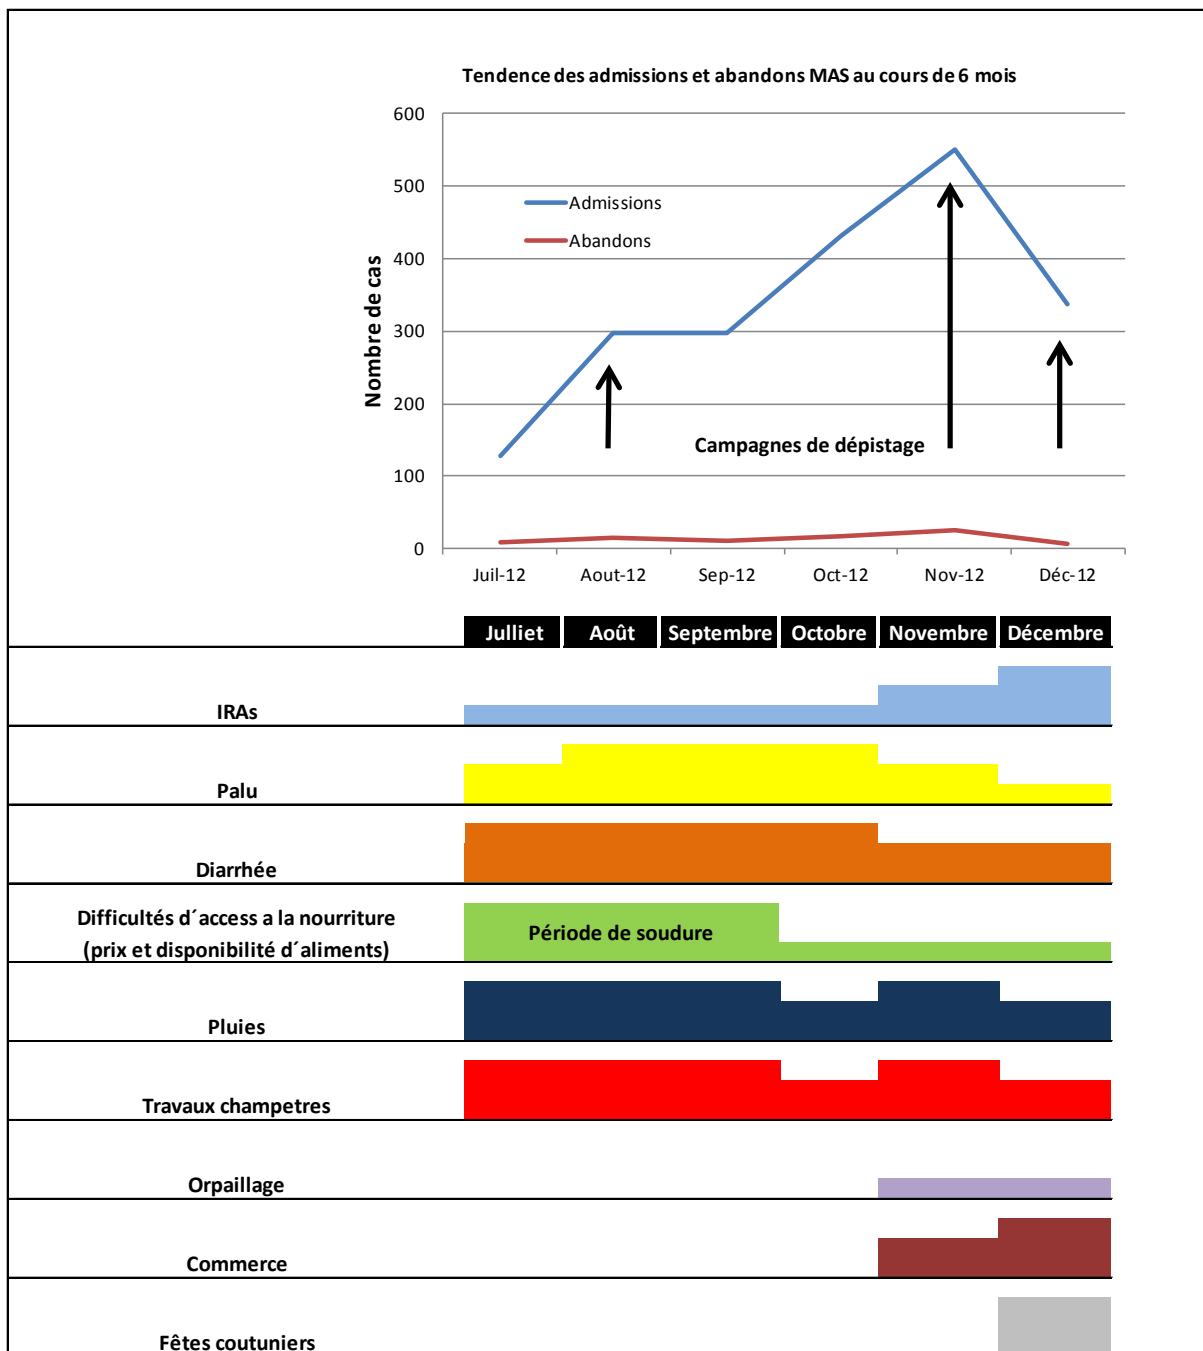 Tendence des admissions et abandons MAS au cours de 6 mois
600
500
400
300
200
100
0
Nombre de cas
Admissions
Abandons
Campagnes de dépistage
Juil-12 Aout-12 Sep-12 Oct-12 Nov-12 Déc-12
Julliet Août Septembre Octobre Novembre Décembre
IRAs
Palu
Diarrhée
Difficultés d´access a la nourriture
(prix et disponibilité d´aliments)
Période de soudure
Pluies
Travaux champetres
Orpaillage
Commerce
Fêtes coutuniers